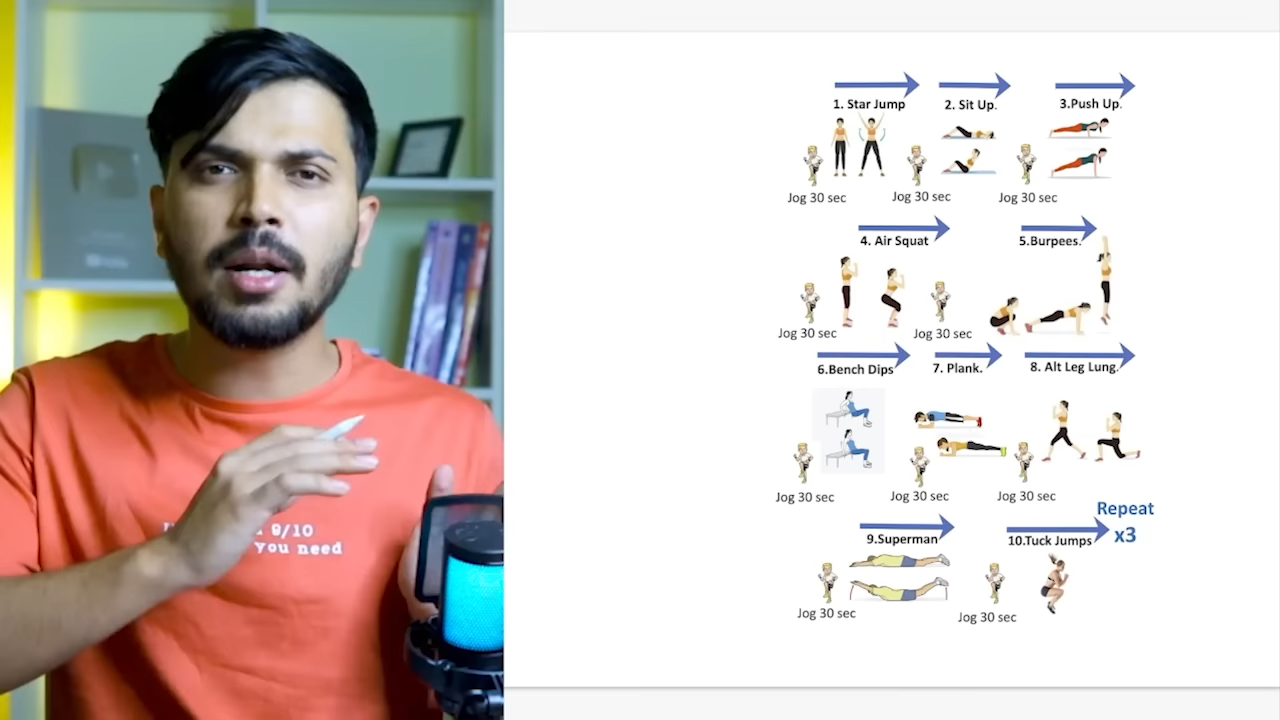 9/10
you need
1. Star Jump
2. Sit Up.
3.Push Up.
Jog 30 sec
Jog 30 sec
Jog 30 sec
4. Air Squat
5.Burpees.
Jog 30 sec
Jog 30 sec
6.Bench Dips
7. Plank.
8. Alt Leg Lung.
Jog 30 sec
Jog 30 sec
Jog 30 sec
Repeat
x3
9.Superman
10.Tuck Jumps
Jog 30 sec
Jog 30 sec